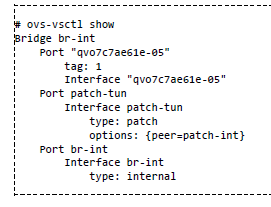 # ovs-vsctl show
Bridge br-int
    Port "qvo7c7ae61e-05"
        tag: 1
        Interface "qvo7c7ae61e-05"
    Port patch-tun
        Interface patch-tun
            type: patch
            options: {peer=patch-int}
    Port br-int
        Interface br-int
            type: internal